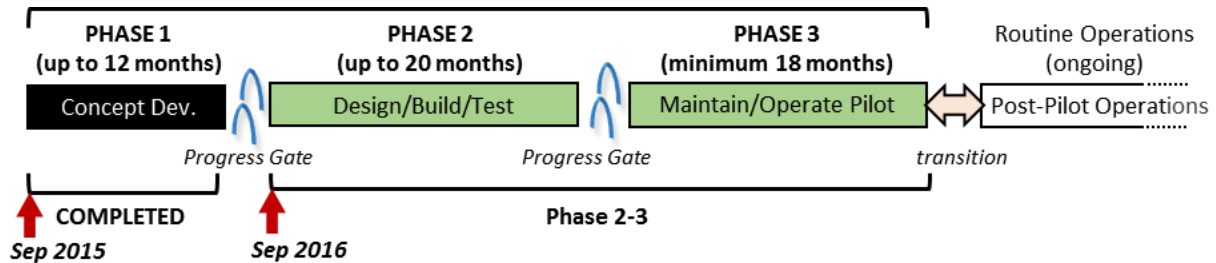 PHASE 1
(up to 12 months)
PHASE 2
(up to 20 months)
PHASE 3
(minimum 18 months)
Routine Operations
(ongoing)
Concept Dev.
Design/Build/Test
Maintain/Operate Pilot
Post-Pilot Operations
Progress Gate
Progress Gate
transition
COMPLETED
Phase 2-3
Sep 2015
Sep 2016